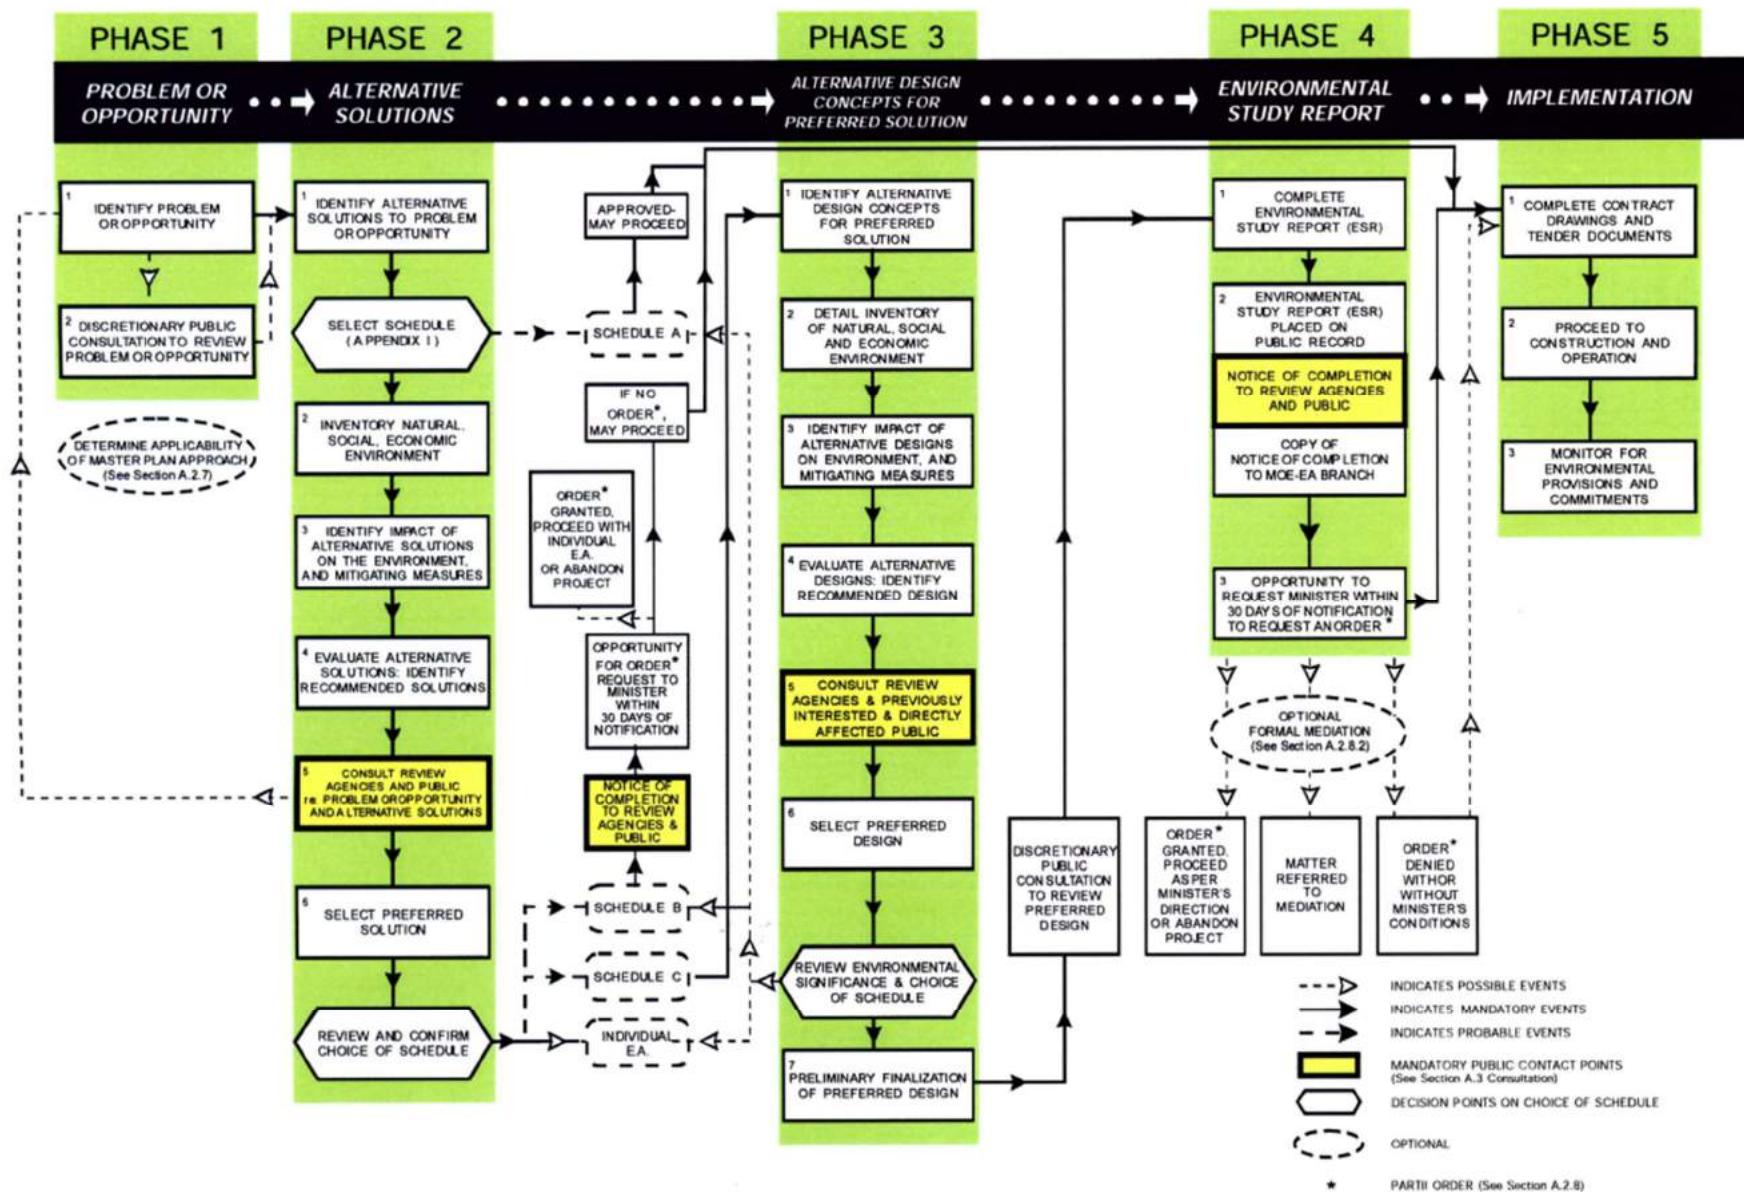 PHASE 1
PROBLEM OR
OPPORTUNITY
1
IDENTIFY PROBLEM
OR OPPORTUNITY
2
DISCRETIONARY PUBLIC
CONSULTATION TO REVIEW
PROBLEM OR OPPORTUNITY
DETERMINE APPLICABILITY
OF MASTER PLAN APPROACH
(See Section A.2.7)
PHASE 2
ALTERNATIVE
SOLUTIONS
1
IDENTIFY ALTERNATIVE
SOLUTIONS TO PROBLEM
OR OPPORTUNITY
SELECT SCHEDULE
(APPENDIX I)
2
INVENTORY NATURAL,
SOCIAL, ECONOMIC
ENVIRONMENT
3
IDENTIFY IMPACT OF
ALTERNATIVE SOLUTIONS
ON THE ENVIRONMENT,
AND MITIGATING MEASURES
4
EVALUATE ALTERNATIVE
SOLUTIONS: IDENTIFY
RECOMMENDED SOLUTIONS
5
CONSULT REVIEW
AGENCIES AND PUBLIC
re: PROBLEM OR OPPORTUNITY
AND ALTERNATIVE SOLUTIONS
6
SELECT PREFERRED
SOLUTION
REVIEW AND CONFIRM
CHOICE OF SCHEDULE
APPROVED-
MAY PROCEED
SCHEDULE A
IF NO
ORDER*,
MAY PROCEED
ORDER*
GRANTED,
PROCEED WITH
INDIVIDUAL
E.A.
OR ABANDON
PROJECT
OPPORTUNITY
FOR ORDER*
REQUEST TO
MINISTER
WITHIN
30 DAYS OF
NOTIFICATION
NOTICE OF
COMPLETION
TO REVIEW
AGENCIES &
PUBLIC
SCHEDULE B
SCHEDULE C
INDIVIDUAL
E.A.
PHASE 3
ALTERNATIVE DESIGN
CONCEPTS FOR
PREFERRED SOLUTION
1
IDENTIFY ALTERNATIVE
DESIGN CONCEPTS
FOR PREFERRED
SOLUTION
2
DETAIL INVENTORY
OF NATURAL, SOCIAL
AND ECONOMIC
ENVIRONMENT
3
IDENTIFY IMPACT OF
ALTERNATIVE DESIGNS
ON ENVIRONMENT, AND
MITIGATING MEASURES
4
EVALUATE ALTERNATIVE
DESIGNS: IDENTIFY
RECOMMENDED DESIGN
5
CONSULT REVIEW
AGENCIES & PREVIOUSLY
INTERESTED & DIRECTLY
AFFECTED PUBLIC
6
SELECT PREFERRED
DESIGN
REVIEW ENVIRONMENTAL
SIGNIFICANCE & CHOICE
OF SCHEDULE
7
PRELIMINARY FINALIZATION
OF PREFERRED DESIGN
DISCRETIONARY
PUBLIC
CONSULTATION
TO REVIEW
PREFERRED
DESIGN
PHASE 4
ENVIRONMENTAL
STUDY REPORT
1
COMPLETE
ENVIRONMENTAL
STUDY REPORT (ESR)
2
ENVIRONMENTAL
STUDY REPORT (ESR)
PLACED ON
PUBLIC RECORD
NOTICE OF COMPLETION
TO REVIEW AGENCIES
AND PUBLIC
COPY OF
NOTICE OF COMPLETION
TO MOE-EA BRANCH
3
OPPORTUNITY TO
REQUEST MINISTER WITHIN
30 DAYS OF NOTIFICATION
TO REQUEST AN ORDER*
OPTIONAL
FORMAL MEDIATION
(See Section A.2.8.2)
ORDER*
GRANTED,
PROCEED
AS PER
MINISTER'S
DIRECTION
OR ABANDON
PROJECT
MATTER
REFERRED
TO
MEDIATION
ORDER*
DENIED
WITH OR
WITHOUT
MINISTER'S
CONDITIONS
PHASE 5
IMPLEMENTATION
1
COMPLETE CONTRACT
DRAWINGS AND
TENDER DOCUMENTS
2
PROCEED TO
CONSTRUCTION AND
OPERATION
3
MONITOR FOR
ENVIRONMENTAL
PROVISIONS AND
COMMITMENTS
INDICATES POSSIBLE EVENTS
INDICATES MANDATORY EVENTS
INDICATES PROBABLE EVENTS
MANDATORY PUBLIC CONTACT POINTS
(See Section A.3 Consultation)
DECISION POINTS ON CHOICE OF SCHEDULE
OPTIONAL
* PART II ORDER (See Section A.2.8)